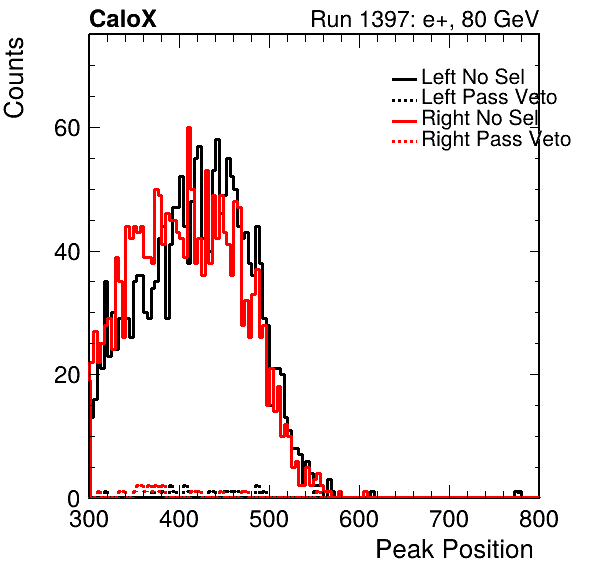 CaloX Run 1397: e+, 80 GeV
Counts
Left No Sel
Left Pass Veto
Right No Sel
Right Pass Veto
60
40
20
0
300 400 500 600 700 800
Peak Position